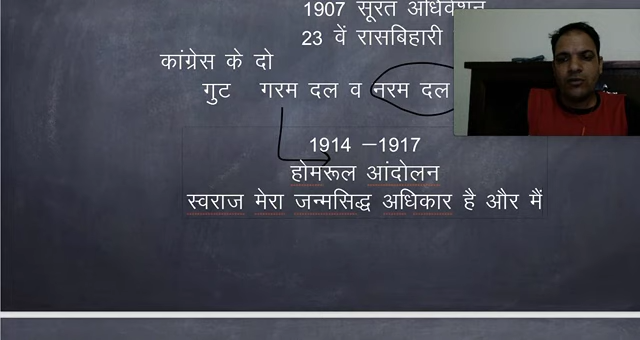 1907 सूरत अधिवेशन
23 वें रासबिहारी
कांग्रेस के दो
गुट गरम दल व नरम दल
1914 –1917
होमरूल आंदोलन
स्वराज मेरा जन्मसिद्ध अधिकार है और मैं